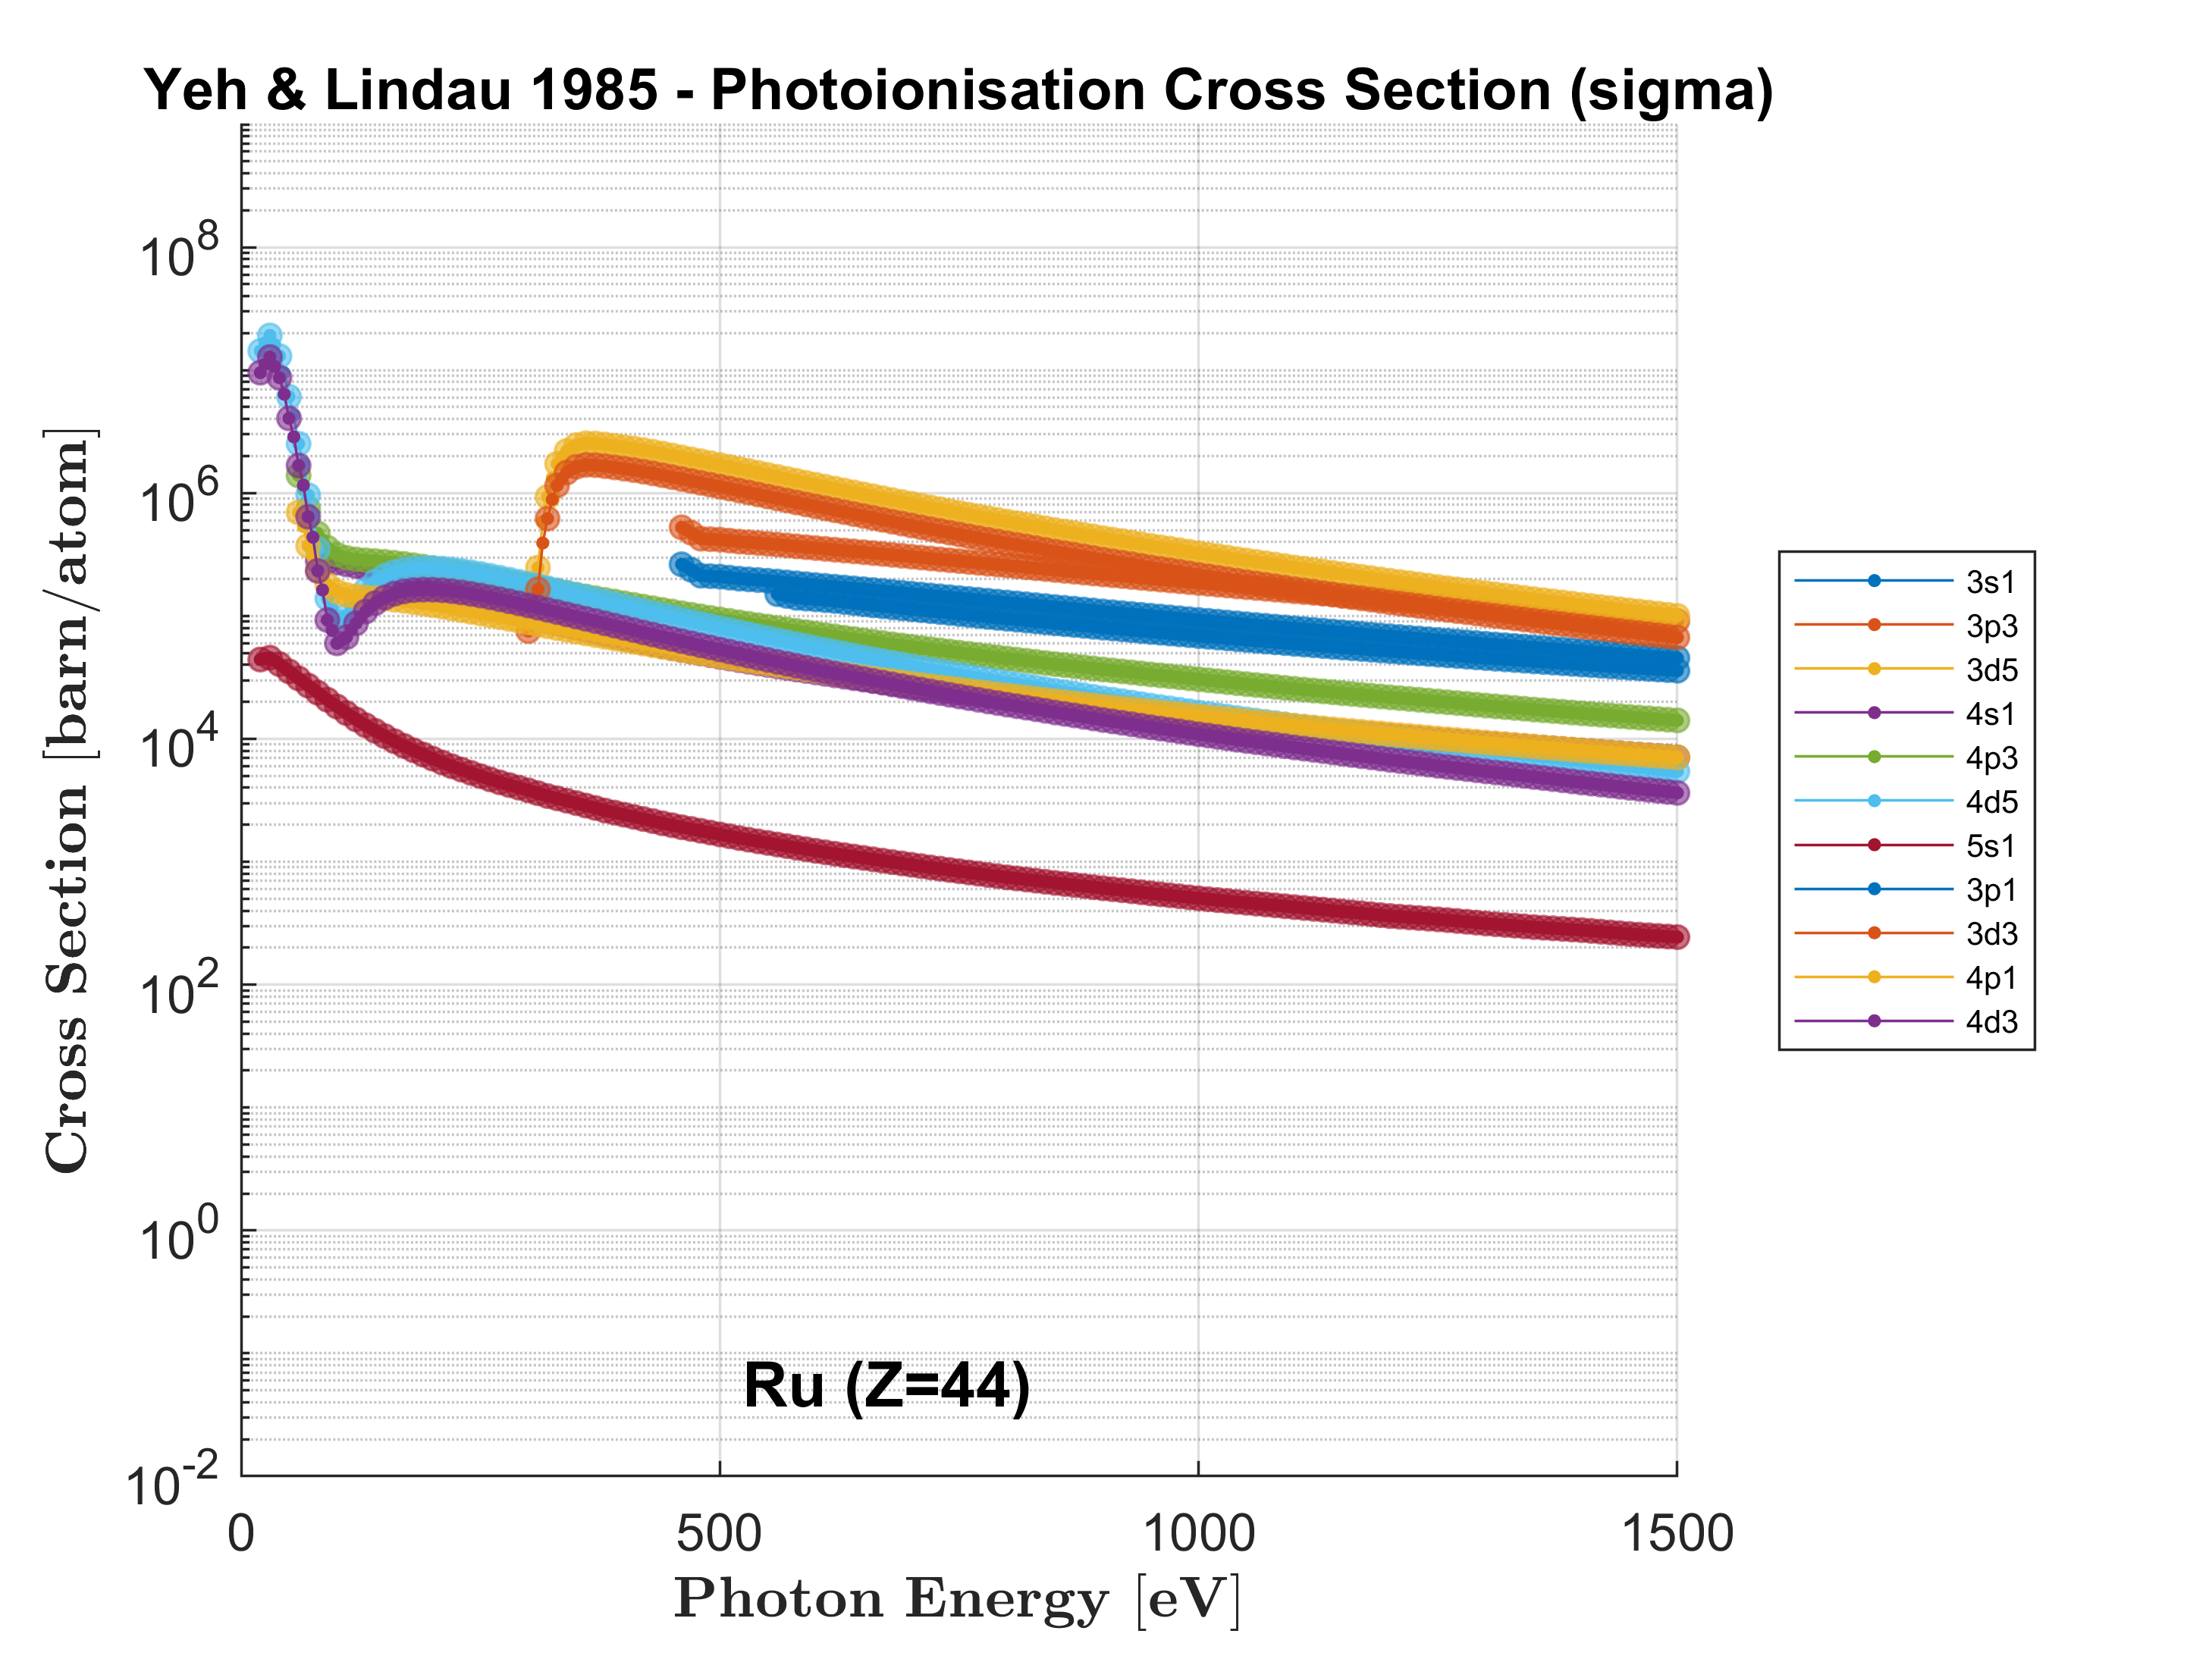 Yeh & Lindau 1985 - Photoionisation Cross Section (sigma)
Cross Section [barn/atom]
10^8
10^6
10^4
10^2
10^0
10^-2
0 500 1000 1500
Photon Energy [eV]
Ru (Z=44)
3s1
3p3
3d5
4s1
4p3
4d5
5s1
3p1
3d3
4p1
4d3